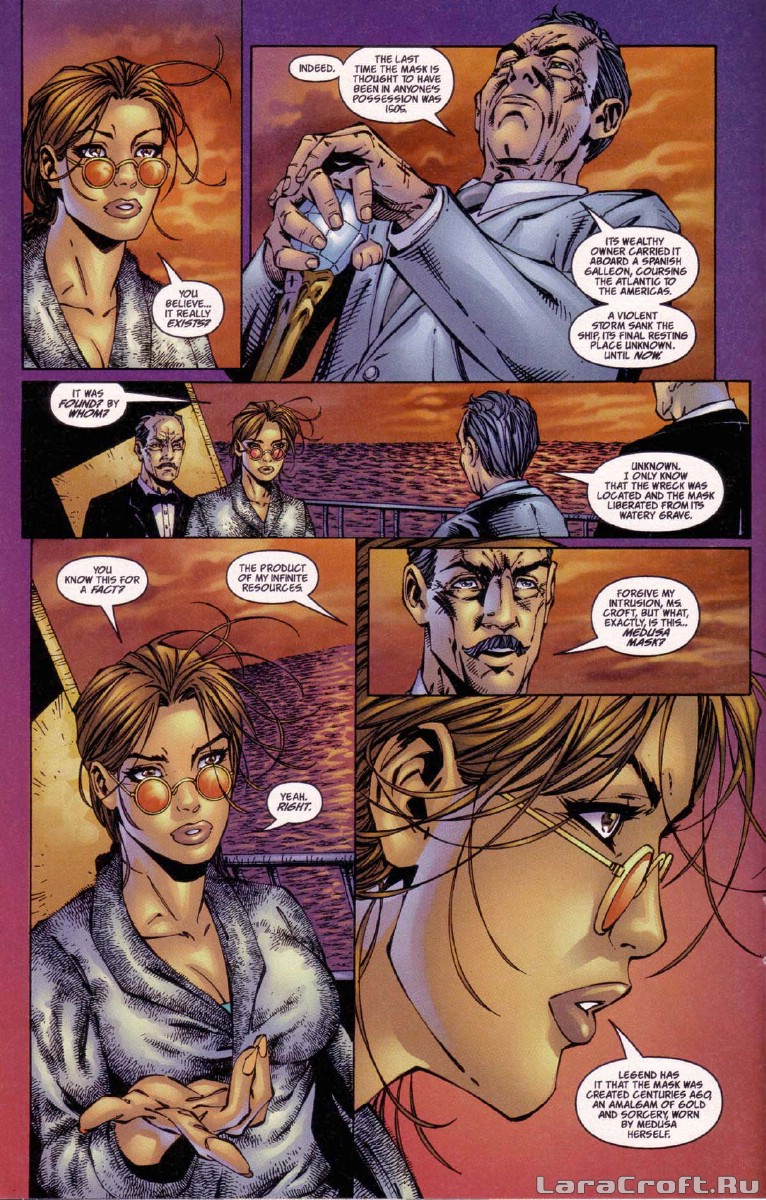 YOU
BELIEVE...
IT REALLY
EXISTS?
INDEED.
THE LAST
TIME THE MASK IS
THOUGHT TO HAVE
BEEN IN ANYONE'S
POSSESSION WAS
1505.
ITS WEALTHY
OWNER CARRIED IT
ABOARD A SPANISH
GALLEON, COURSING
THE ATLANTIC TO
THE AMERICAS.
A VIOLENT
STORM SANK THE
SHIP, ITS FINAL RESTING
PLACE UNKNOWN.
UNTIL NOW.
IT WAS
FOUND? BY
WHOM?
UNKNOWN.
I ONLY KNOW
THAT THE WRECK WAS
LOCATED AND THE MASK
LIBERATED FROM ITS
WATERY GRAVE.
YOU
KNOW THIS FOR
A FACT?
THE PRODUCT
OF MY INFINITE
RESOURCES.
YEAH.
RIGHT.
FORGIVE MY
INTRUSION, MS.
CROFT, BUT WHAT,
EXACTLY, IS THIS...
MEDUSA
MASK?
LEGEND HAS
IT THAT THE MASK WAS
CREATED CENTURIES AGO,
AN AMALGAM OF GOLD
AND SORCERY, WORN
BY MEDUSA
HERSELF.
LaraCroft.Ru